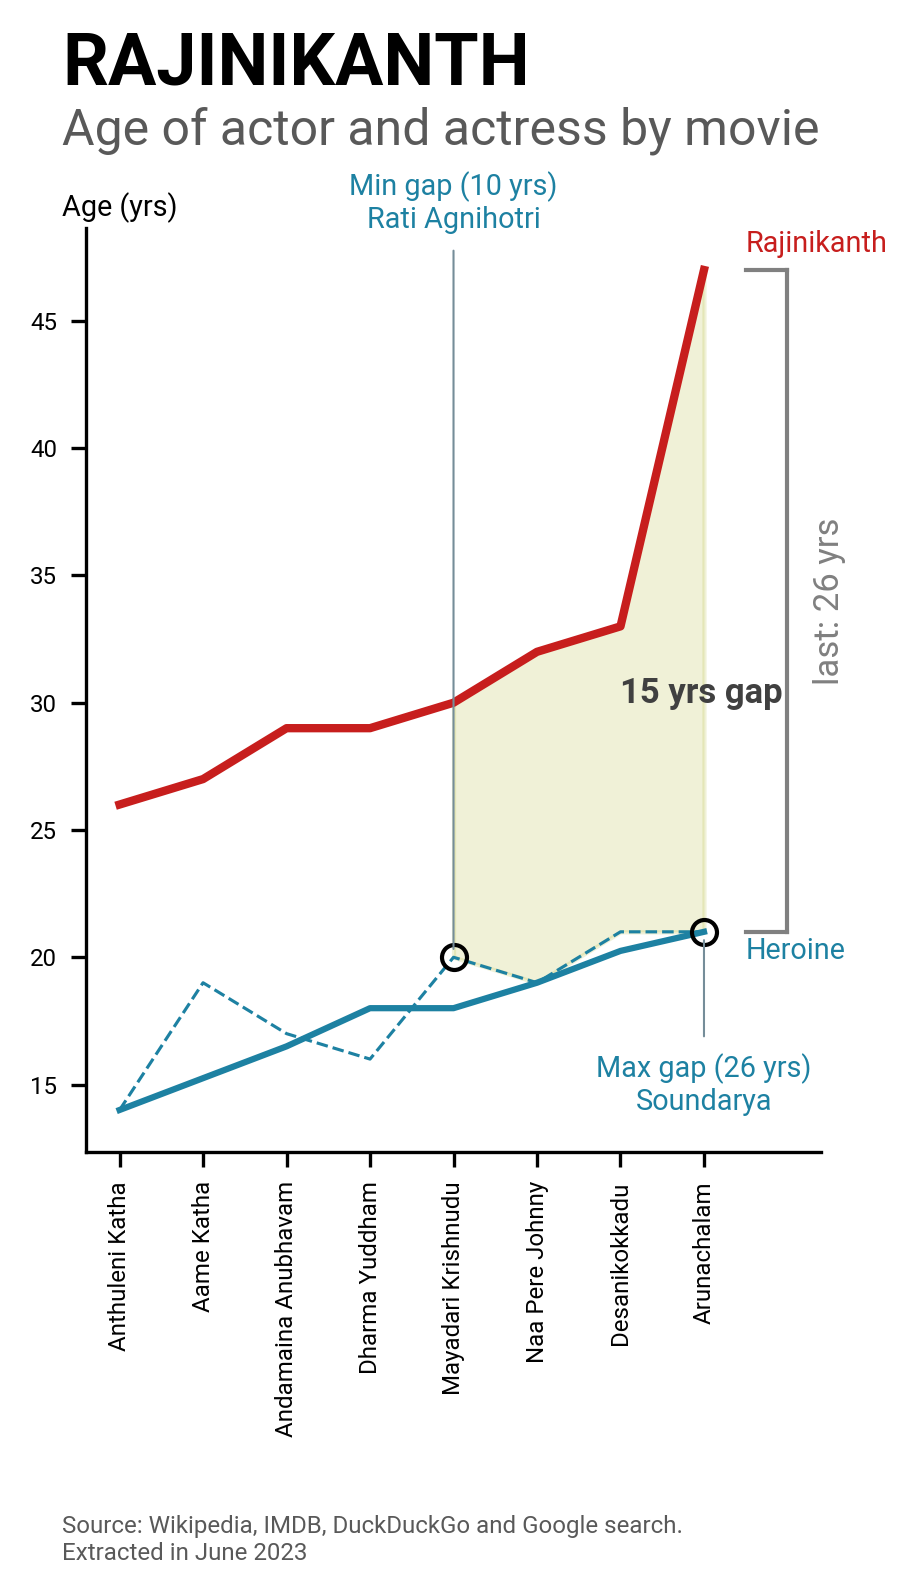 RAJINIKANTH
Age of actor and actress by movie
Min gap (10 yrs)
Rati Agnihotri
Age (yrs)
Rajinikanth
45
40
35
30
25
20
15
last: 26 yrs
15 yrs gap
Heroine
Max gap (26 yrs)
Soundarya
Anthuleni Katha
Aame Katha
Andamaina Anubhavam
Dharma Yuddham
Mayadari Krishnudu
Naa Pere Johnny
Desanikokkadu
Arunachalam
Source: Wikipedia, IMDB, DuckDuckGo and Google search.
Extracted in June 2023